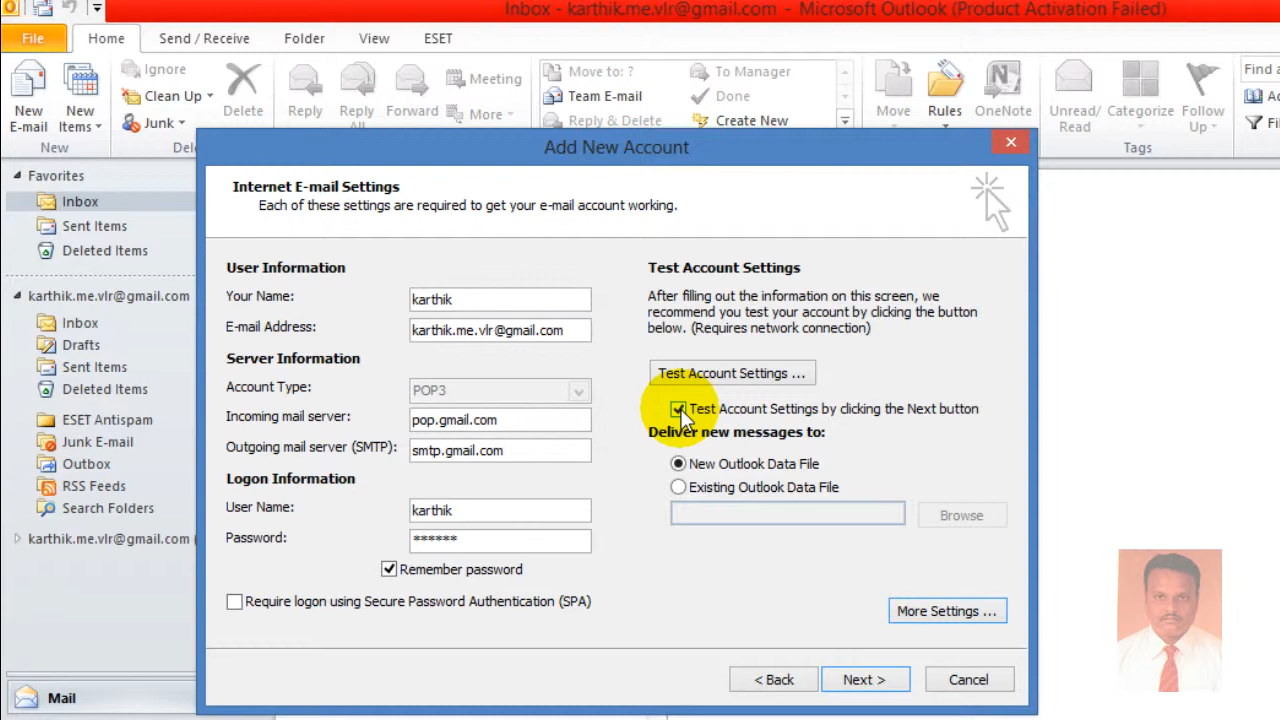 Inbox - karthik.me.vlr@gmail.com - Microsoft Outlook (Product Activation Failed)
File Home Send / Receive Folder View ESET
Ignore
Clean Up
Junk
Delete
Reply
Reply All
Forward
Meeting
More
Move to: ?
Team E-mail
Reply & Delete
To Manager
Done
Create New
Move
Rules
OneNote
Unread/ Read
Categorize
Follow Up
Find a
New E-mail
New Items
New
Tags
Favorites
Inbox
Sent Items
Deleted Items
karthik.me.vlr@gmail.com
Inbox
Drafts
Sent Items
Deleted Items
ESET Antispam
Junk E-mail
Outbox
RSS Feeds
Search Folders
karthik.me.vlr@gmail.com (
Mail
Add New Account
Internet E-mail Settings
Each of these settings are required to get your e-mail account working.
User Information
Your Name: karthik
E-mail Address: karthik.me.vlr@gmail.com
Server Information
Account Type: POP3
Incoming mail server: pop.gmail.com
Outgoing mail server (SMTP): smtp.gmail.com
Logon Information
User Name: karthik
Password: ******
Remember password
Require logon using Secure Password Authentication (SPA)
Test Account Settings
After filling out the information on this screen, we
recommend you test your account by clicking the button
below. (Requires network connection)
Test Account Settings ...
Test Account Settings by clicking the Next button
Deliver new messages to:
New Outlook Data File
Existing Outlook Data File
Browse
More Settings ...
< Back Next > Cancel